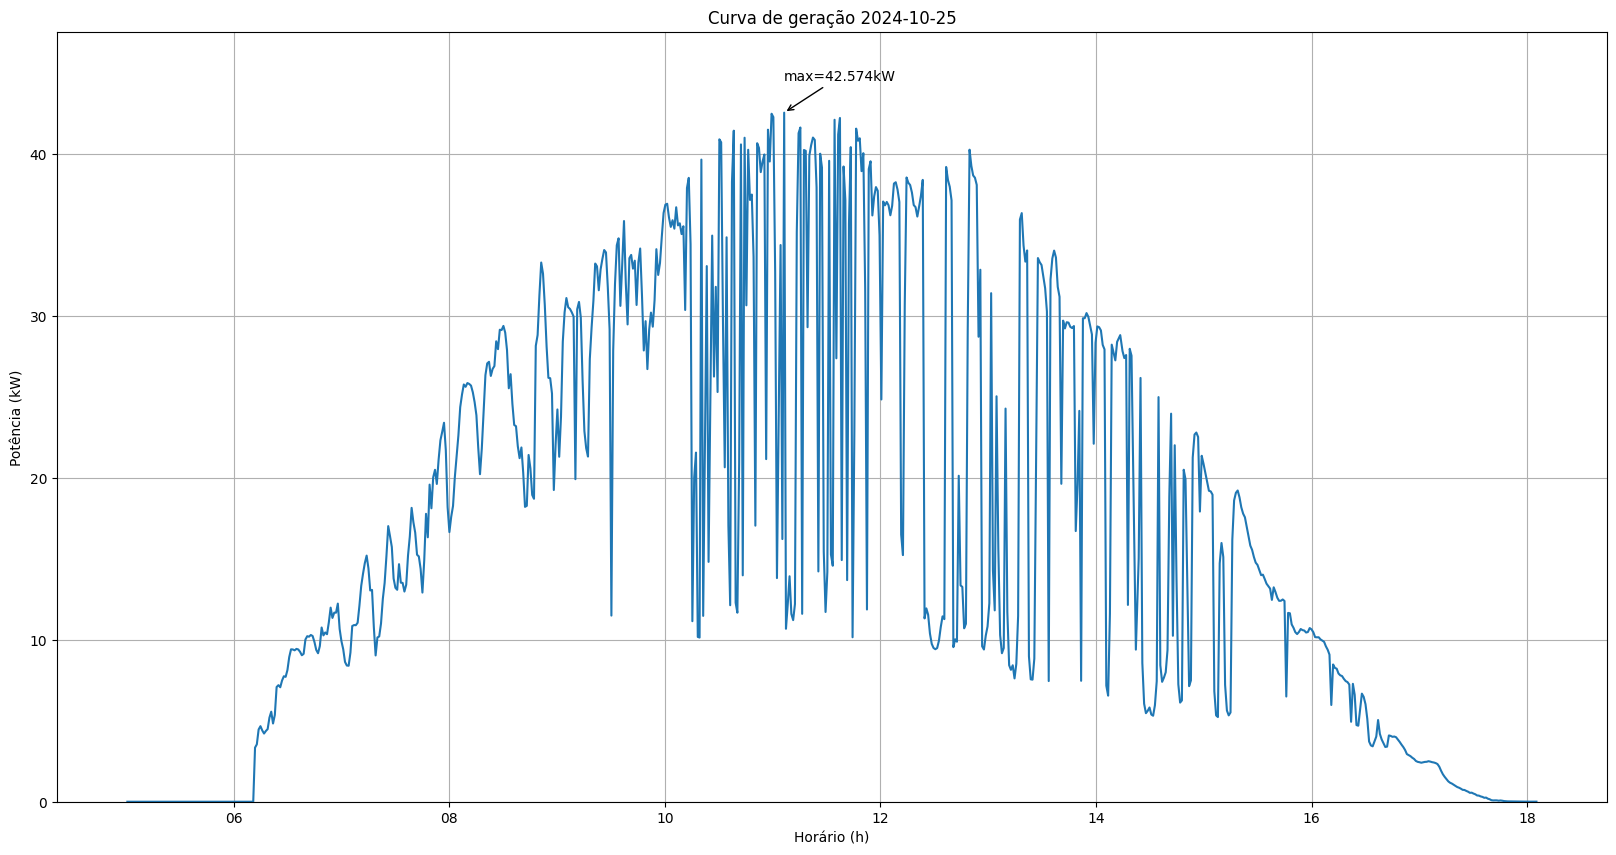 Curva de geração 2024-10-25
max=42.574kW
Potência (kW)
40
30
20
10
0
06 08 10 12 14 16 18
Horário (h)